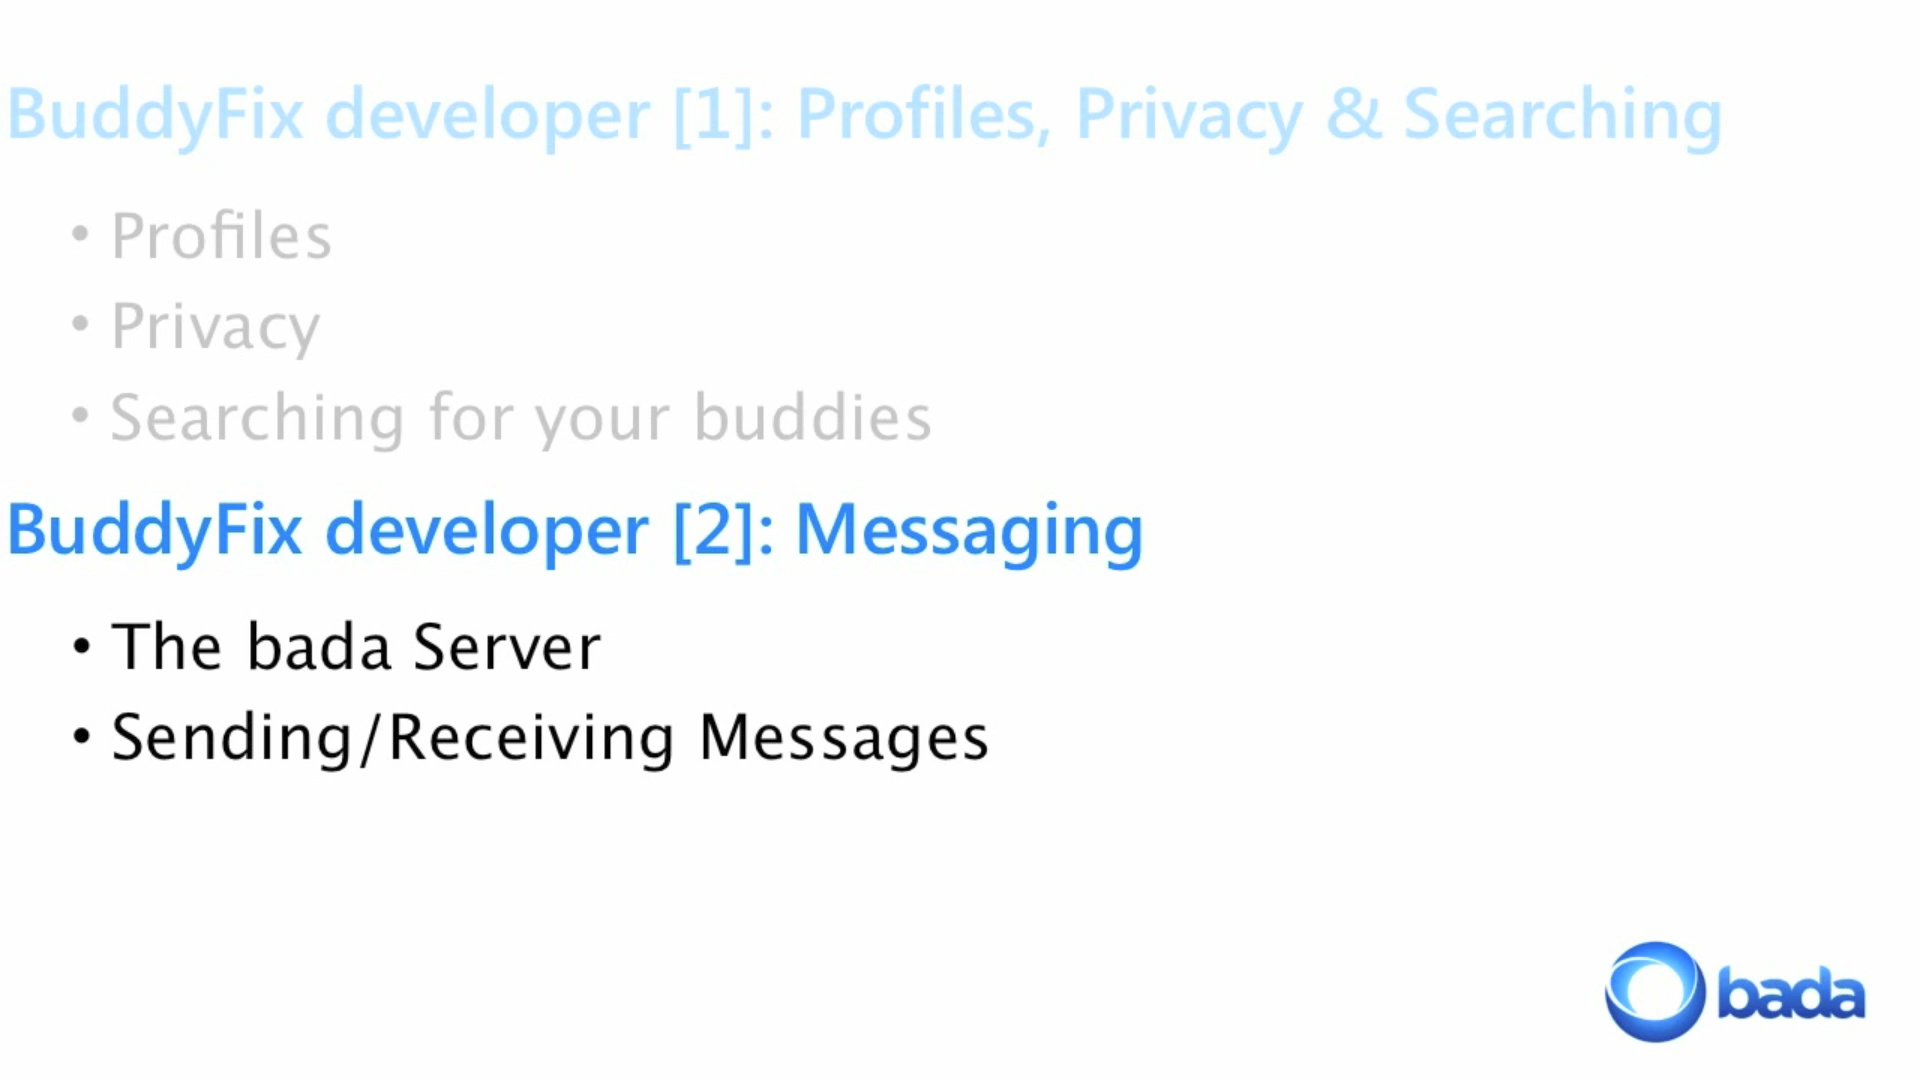 BuddyFix developer [1]: Profiles, Privacy & Searching
• Profiles
• Privacy
• Searching for your buddies
BuddyFix developer [2]: Messaging
• The bada Server
• Sending/Receiving Messages
bada